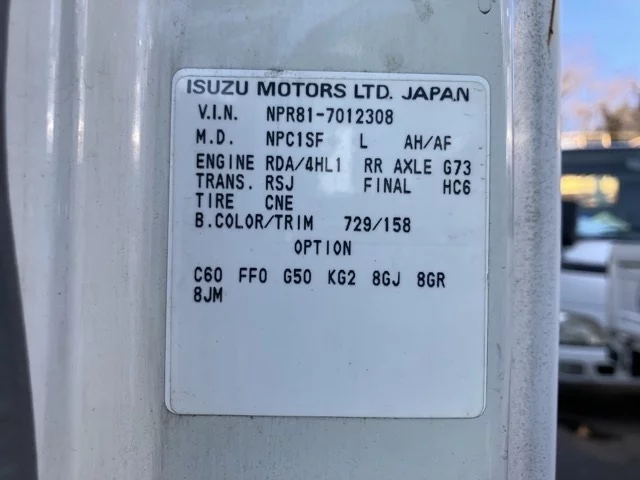 ISUZU MOTORS LTD. JAPAN
V.I.N. NPR81-7012308
M.D. NPC1SF L AH/AF
ENGINE RDA/4HL1 RR AXLE G73
TRANS. RSJ FINAL HC6
TIRE CNE
B.COLOR/TRIM 729/158
OPTION
C60 FF0 G50 KG2 8GJ 8GR
8JM